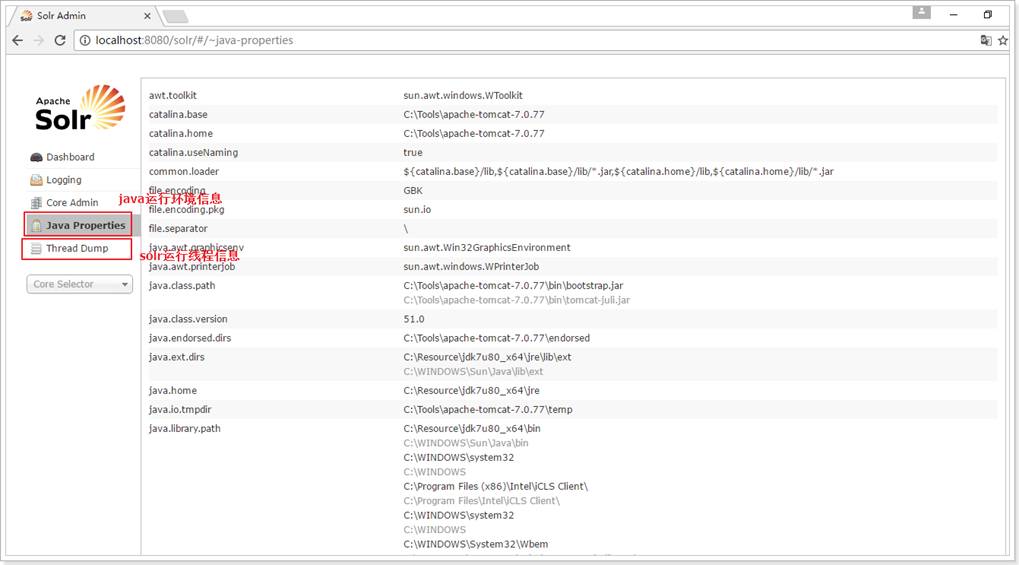 Solr Admin
localhost:8080/solr/#/~java-properties
Apache
Solr
Dashboard
Logging
Core Admin
Java Properties
Thread Dump
Core Selector
java运行环境信息
solr运行线程信息
awt.toolkit sun.awt.windows.WToolkit
catalina.base C:\Tools\apache-tomcat-7.0.77
catalina.home C:\Tools\apache-tomcat-7.0.77
catalina.useNaming true
common.loader ${catalina.base}/lib,${catalina.base}/lib/*.jar,${catalina.home}/lib,${catalina.home}/lib/*.jar
file.encoding GBK
file.encoding.pkg sun.io
file.separator \
java.awt.graphicsenv sun.awt.Win32GraphicsEnvironment
java.awt.printerjob sun.awt.windows.WPrinterJob
java.class.path C:\Tools\apache-tomcat-7.0.77\bin\bootstrap.jar
C:\Tools\apache-tomcat-7.0.77\bin\tomcat-juli.jar
java.class.version 51.0
java.endorsed.dirs C:\Tools\apache-tomcat-7.0.77\endorsed
java.ext.dirs C:\Resource\jdk7u80_x64\jre\lib\ext
C:\WINDOWS\Sun\Java\lib\ext
java.home C:\Resource\jdk7u80_x64\jre
java.io.tmpdir C:\Tools\apache-tomcat-7.0.77\temp
java.library.path C:\Resource\jdk7u80_x64\bin
C:\WINDOWS\Sun\Java\bin
C:\WINDOWS\system32
C:\WINDOWS
C:\Program Files (x86)\Intel\iCLS Client\
C:\Program Files\Intel\iCLS Client\
C:\WINDOWS\system32
C:\WINDOWS
C:\WINDOWS\System32\Wbem